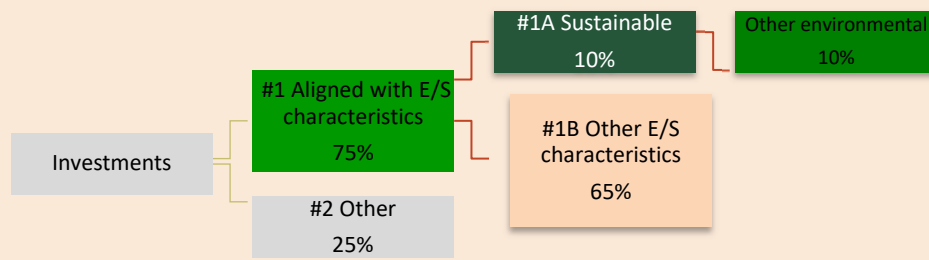 Investments
#1 Aligned with E/S
characteristics
75%
#2 Other
25%
#1A Sustainable
10%
#1B Other E/S
characteristics
65%
Other environmental
10%